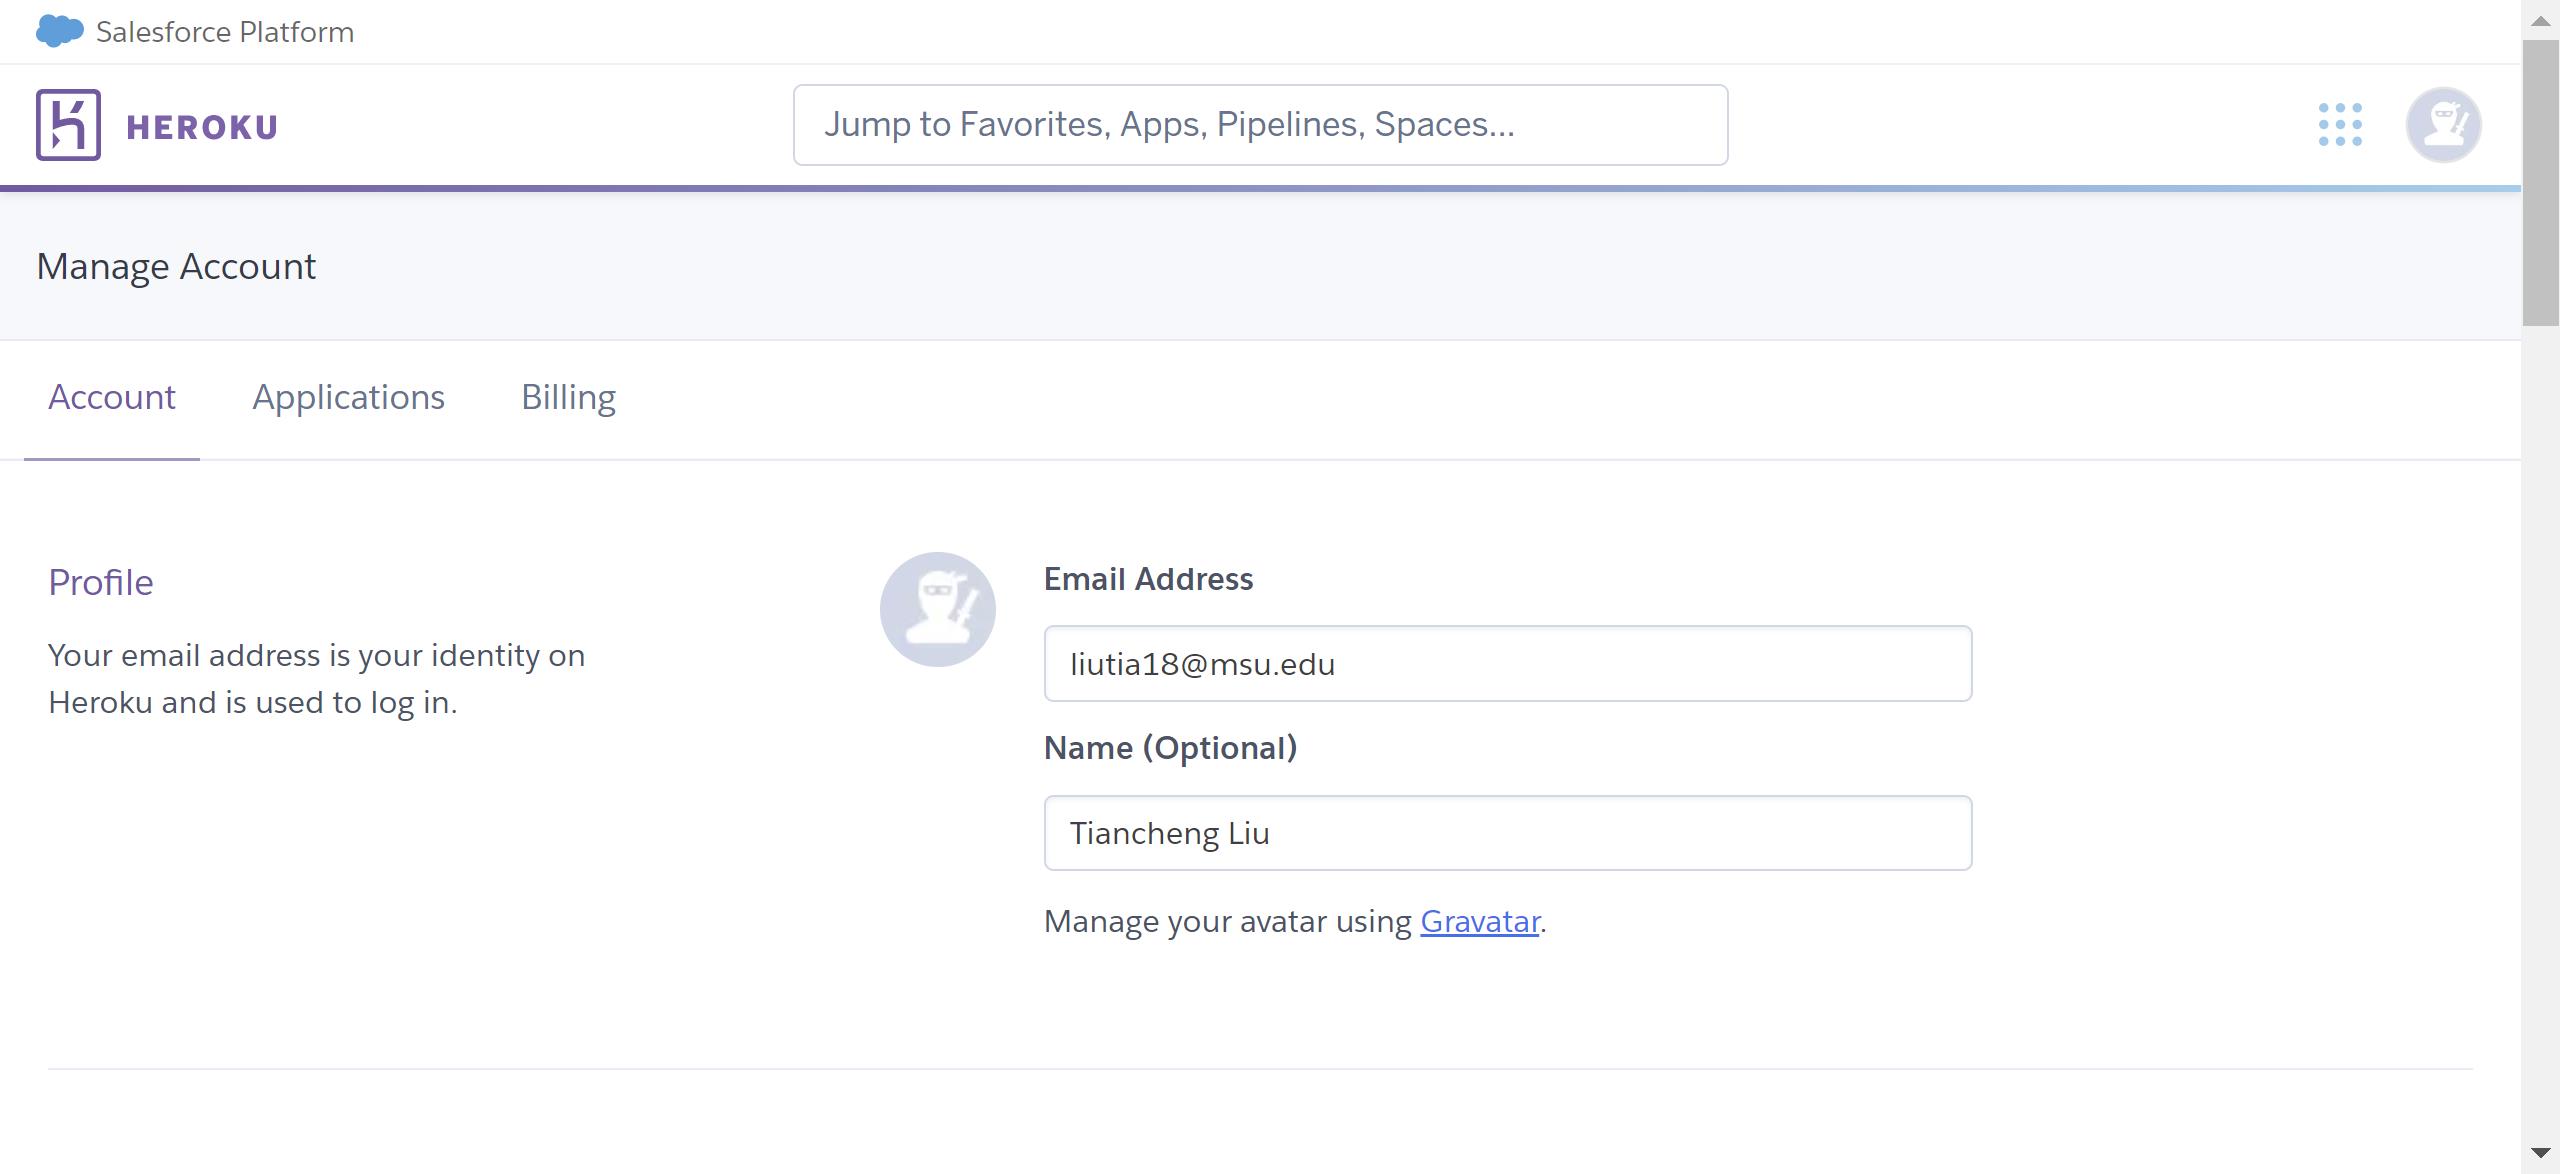 Salesforce Platform
HEROKU
Jump to Favorites, Apps, Pipelines, Spaces...
Manage Account
Account
Applications
Billing
Profile
Your email address is your identity on
Heroku and is used to log in.
Email Address
liutia18@msu.edu
Name (Optional)
Tiancheng Liu
Manage your avatar using Gravatar.